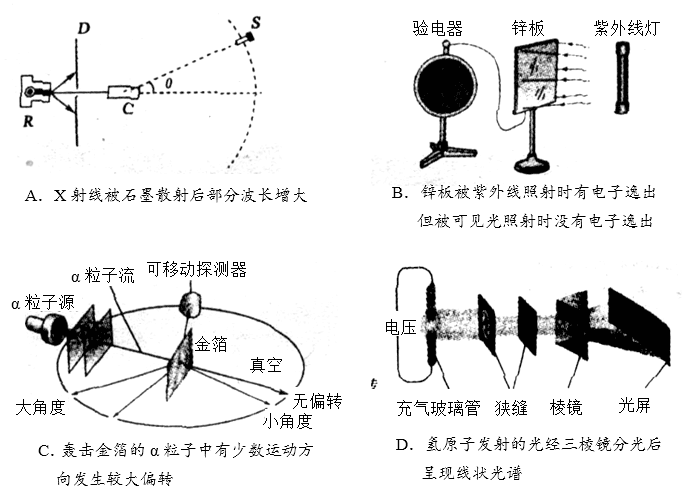 D
S
θ
R
C
A．X射线被石墨散射后部分波长增大
验电器
锌板
紫外线灯
B．锌板被紫外线照射时有电子逸出
但被可见光照射时没有电子逸出
可移动探测器
α粒子流
α粒子源
金箔
真空
大角度
无偏转
小角度
C．轰击金箔的α粒子中有少数运动方
向发生较大偏转
电压
充气玻璃管
狭缝
棱镜
光屏
D．氢原子发射的光经三棱镜分光后
呈现线状光谱